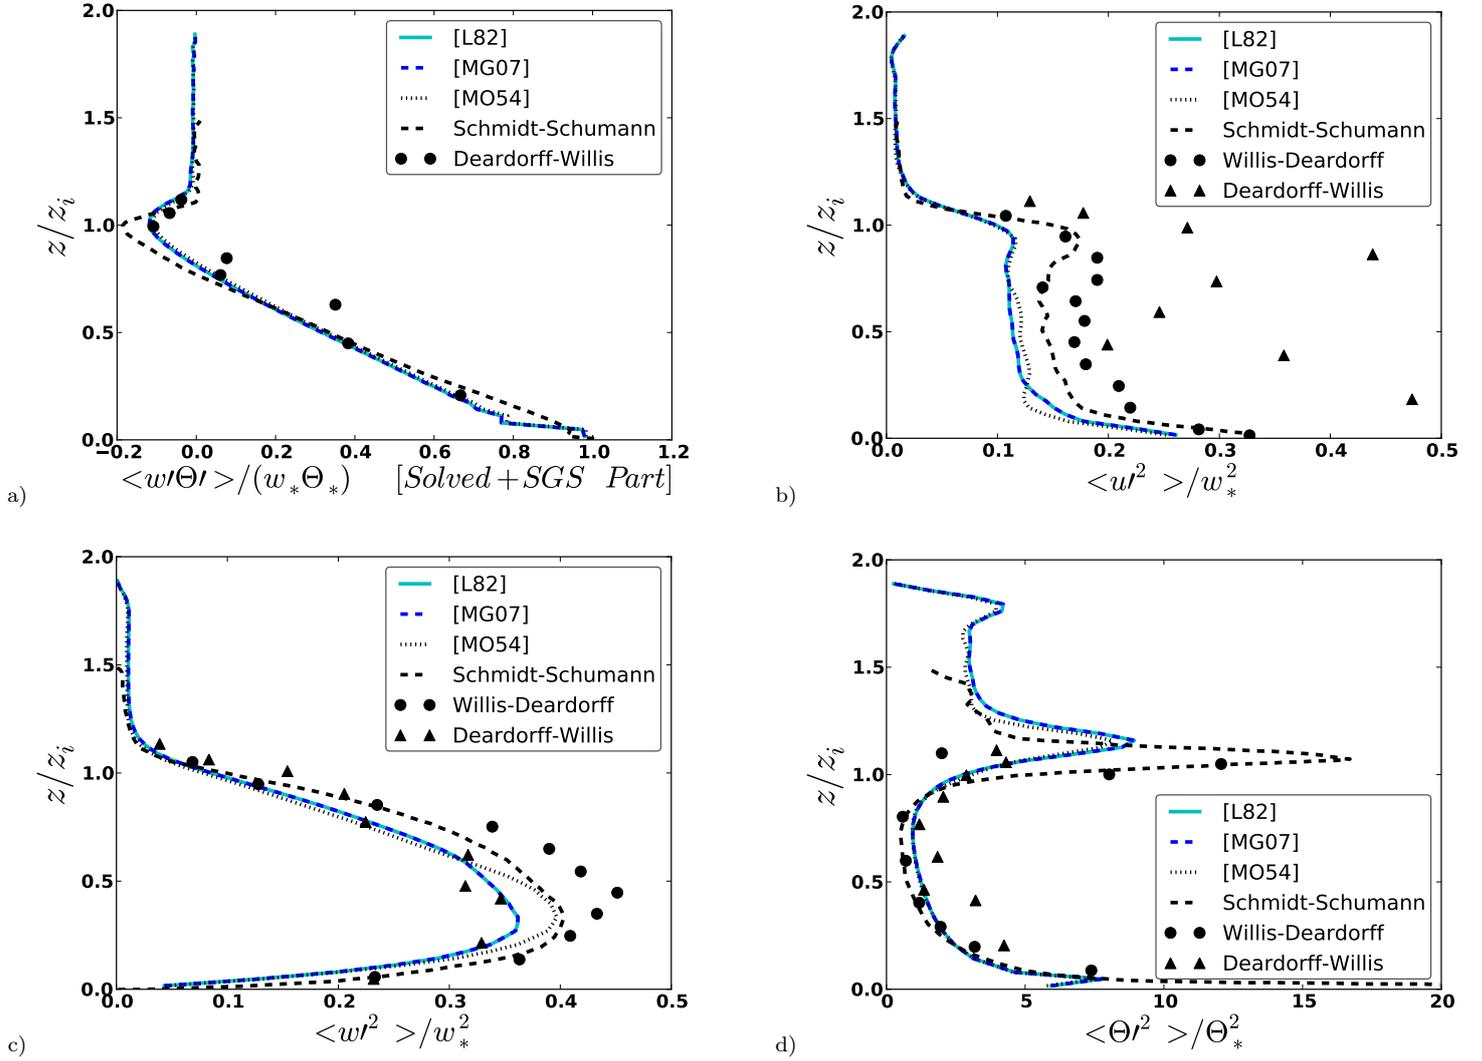 2.0
1.5
1.0
0.5
0.0
−0.2 0.0 0.2 0.4 0.6 0.8 1.0 1.2
z/z_i
<w′Θ′>/(w_*Θ_*) [Solved+SGS Part]
[L82]
[MG07]
[MO54]
Schmidt-Schumann
Deardorff-Willis
a)
2.0
1.5
1.0
0.5
0.0
0.0 0.1 0.2 0.3 0.4 0.5
z/z_i
<u′^2 >/w_*^2
[L82]
[MG07]
[MO54]
Schmidt-Schumann
Willis-Deardorff
Deardorff-Willis
b)
2.0
1.5
1.0
0.5
0.0
0.0 0.1 0.2 0.3 0.4 0.5
z/z_i
<w′^2 >/w_*^2
[L82]
[MG07]
[MO54]
Schmidt-Schumann
Willis-Deardorff
Deardorff-Willis
c)
2.0
1.5
1.0
0.5
0.0
0 5 10 15 20
z/z_i
<Θ′^2 >/Θ_*^2
[L82]
[MG07]
[MO54]
Schmidt-Schumann
Willis-Deardorff
Deardorff-Willis
d)